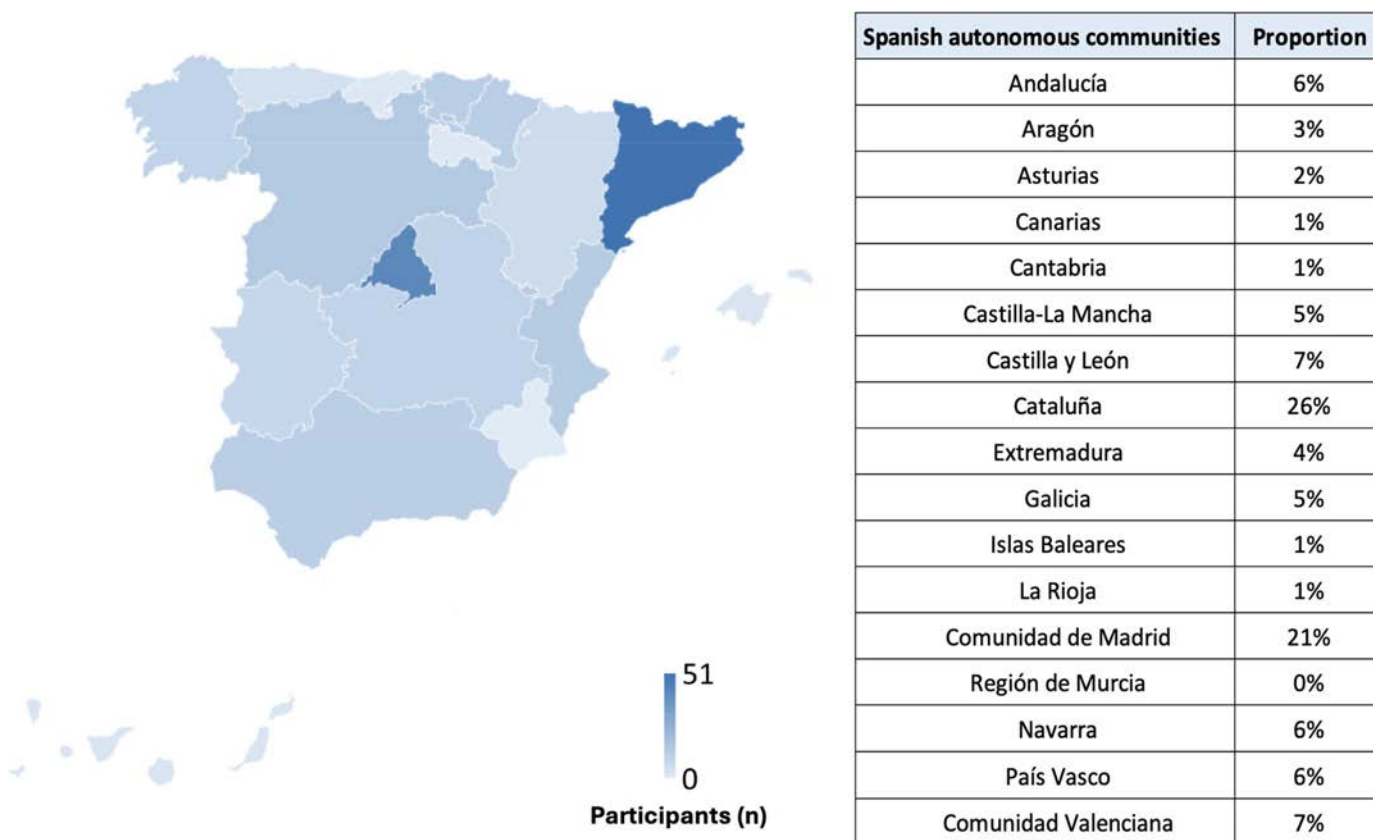 51
0
Participants (n)
Spanish autonomous communities Proportion
Andalucía 6%
Aragón 3%
Asturias 2%
Canarias 1%
Cantabria 1%
Castilla-La Mancha 5%
Castilla y León 7%
Cataluña 26%
Extremadura 4%
Galicia 5%
Islas Baleares 1%
La Rioja 1%
Comunidad de Madrid 21%
Región de Murcia 0%
Navarra 6%
País Vasco 6%
Comunidad Valenciana 7%